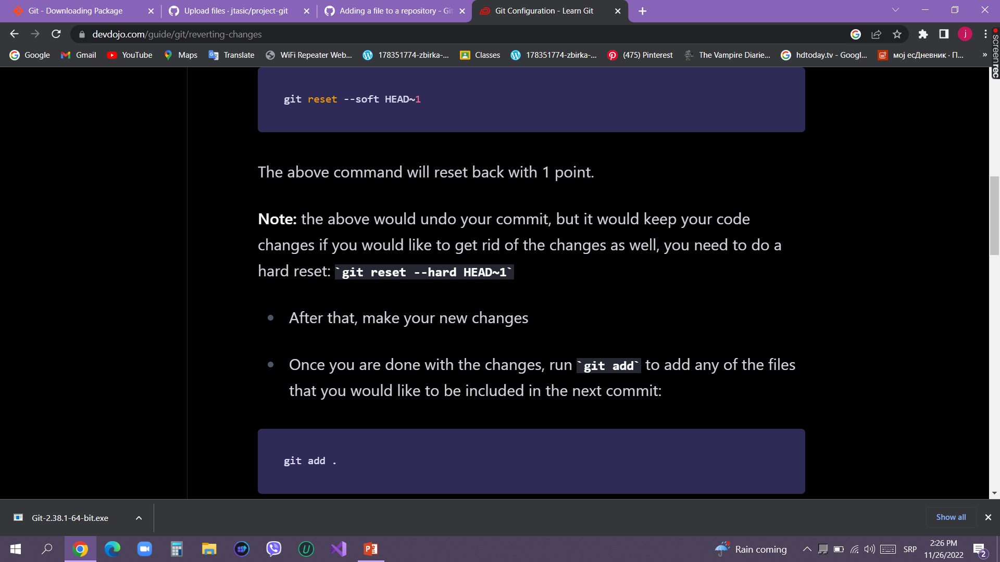 Git - Downloading Package
Upload files · jtasic/project-git
Adding a file to a repository - Git
Git Configuration - Learn Git
devdojo.com/guide/git/reverting-changes
j
Google
Gmail
YouTube
Maps
Translate
WiFi Repeater Web...
178351774-zbirka-...
Classes
178351774-zbirka-...
(475) Pinterest
The Vampire Diarie...
hdtoday.tv - Googl...
мој есДневник · П...
»
screenrec
git reset --soft HEAD~1
The above command will reset back with 1 point.
Note: the above would undo your commit, but it would keep your code
changes if you would like to get rid of the changes as well, you need to do a
hard reset: `git reset --hard HEAD~1`
After that, make your new changes
Once you are done with the changes, run `git add` to add any of the files
that you would like to be included in the next commit:
git add .
Git-2.38.1-64-bit.exe
Show all
Rain coming
SRP
2:26 PM
11/26/2022
2